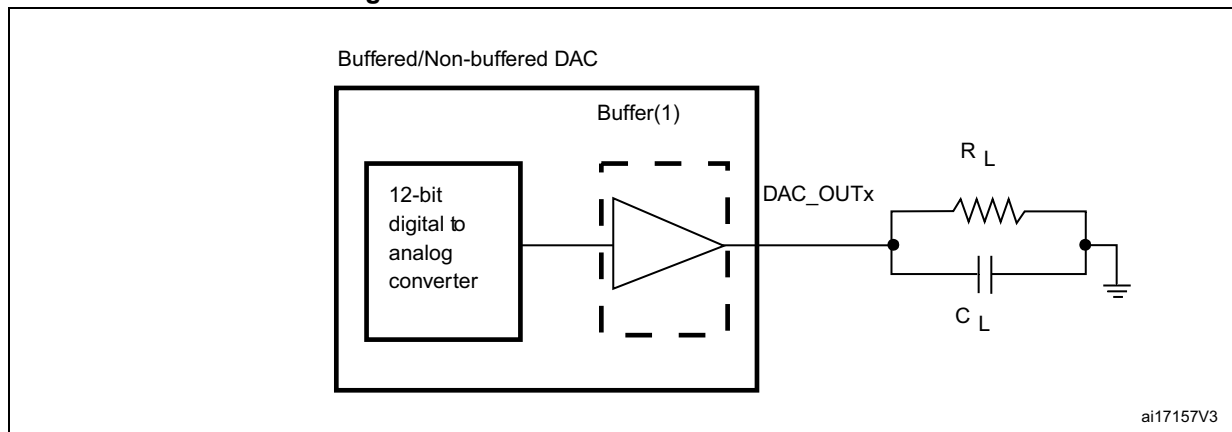 Buffered/Non-buffered DAC
Buffer(1)
12-bit
digital to
analog
converter
DAC_OUTx
R L
C L
ai17157V3